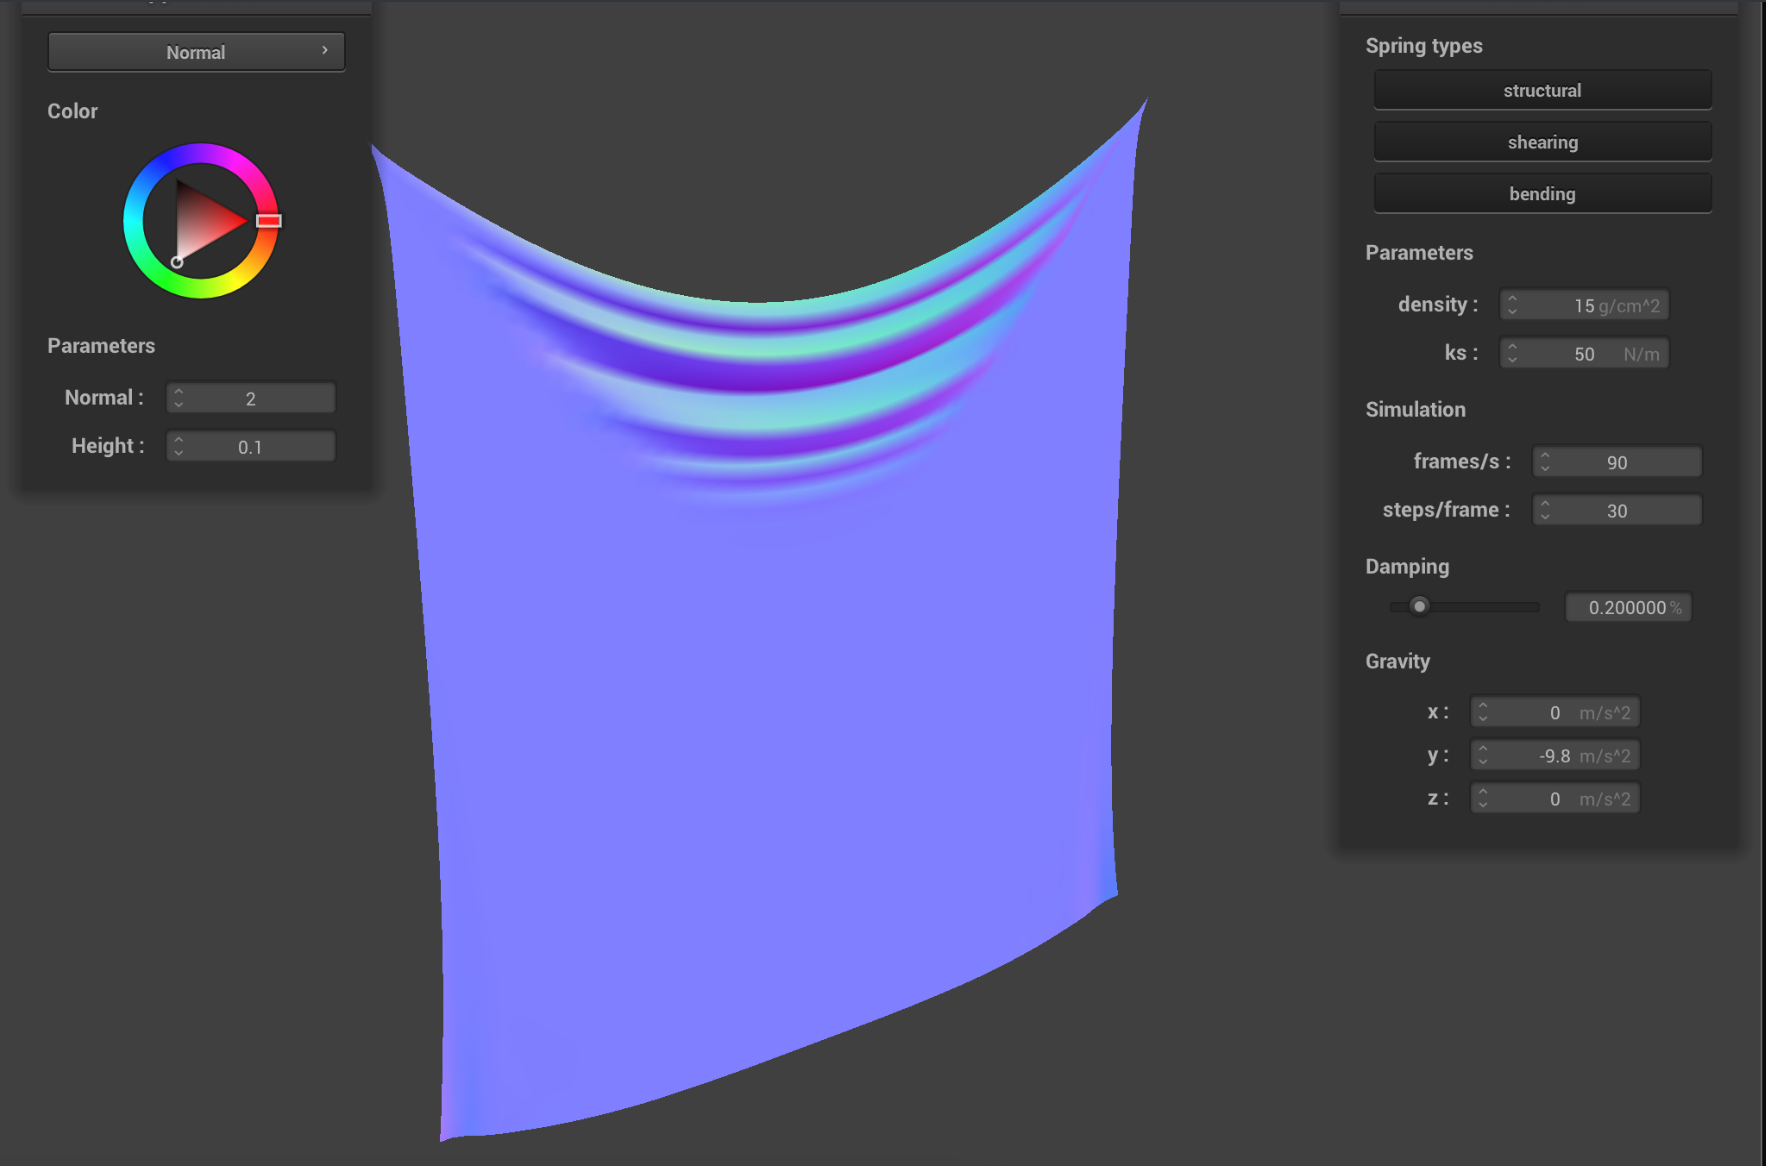 Normal
Color
Parameters
Normal : 2
Height : 0.1
Spring types
structural
shearing
bending
Parameters
density : 15 g/cm^2
ks : 50 N/m
Simulation
frames/s : 90
steps/frame : 30
Damping
0.200000 %
Gravity
x : 0 m/s^2
y : -9.8 m/s^2
z : 0 m/s^2